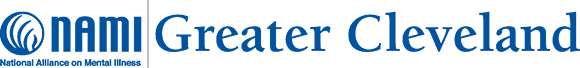 NAMI
National Alliance on Mental Illness
Greater Cleveland